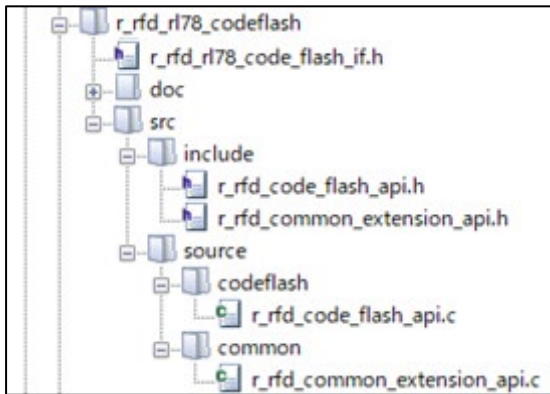 r_rfd_rl78_codeflash
r_rfd_rl78_code_flash_if.h
doc
src
include
r_rfd_code_flash_api.h
r_rfd_common_extension_api.h
source
codeflash
r_rfd_code_flash_api.c
common
r_rfd_common_extension_api.c